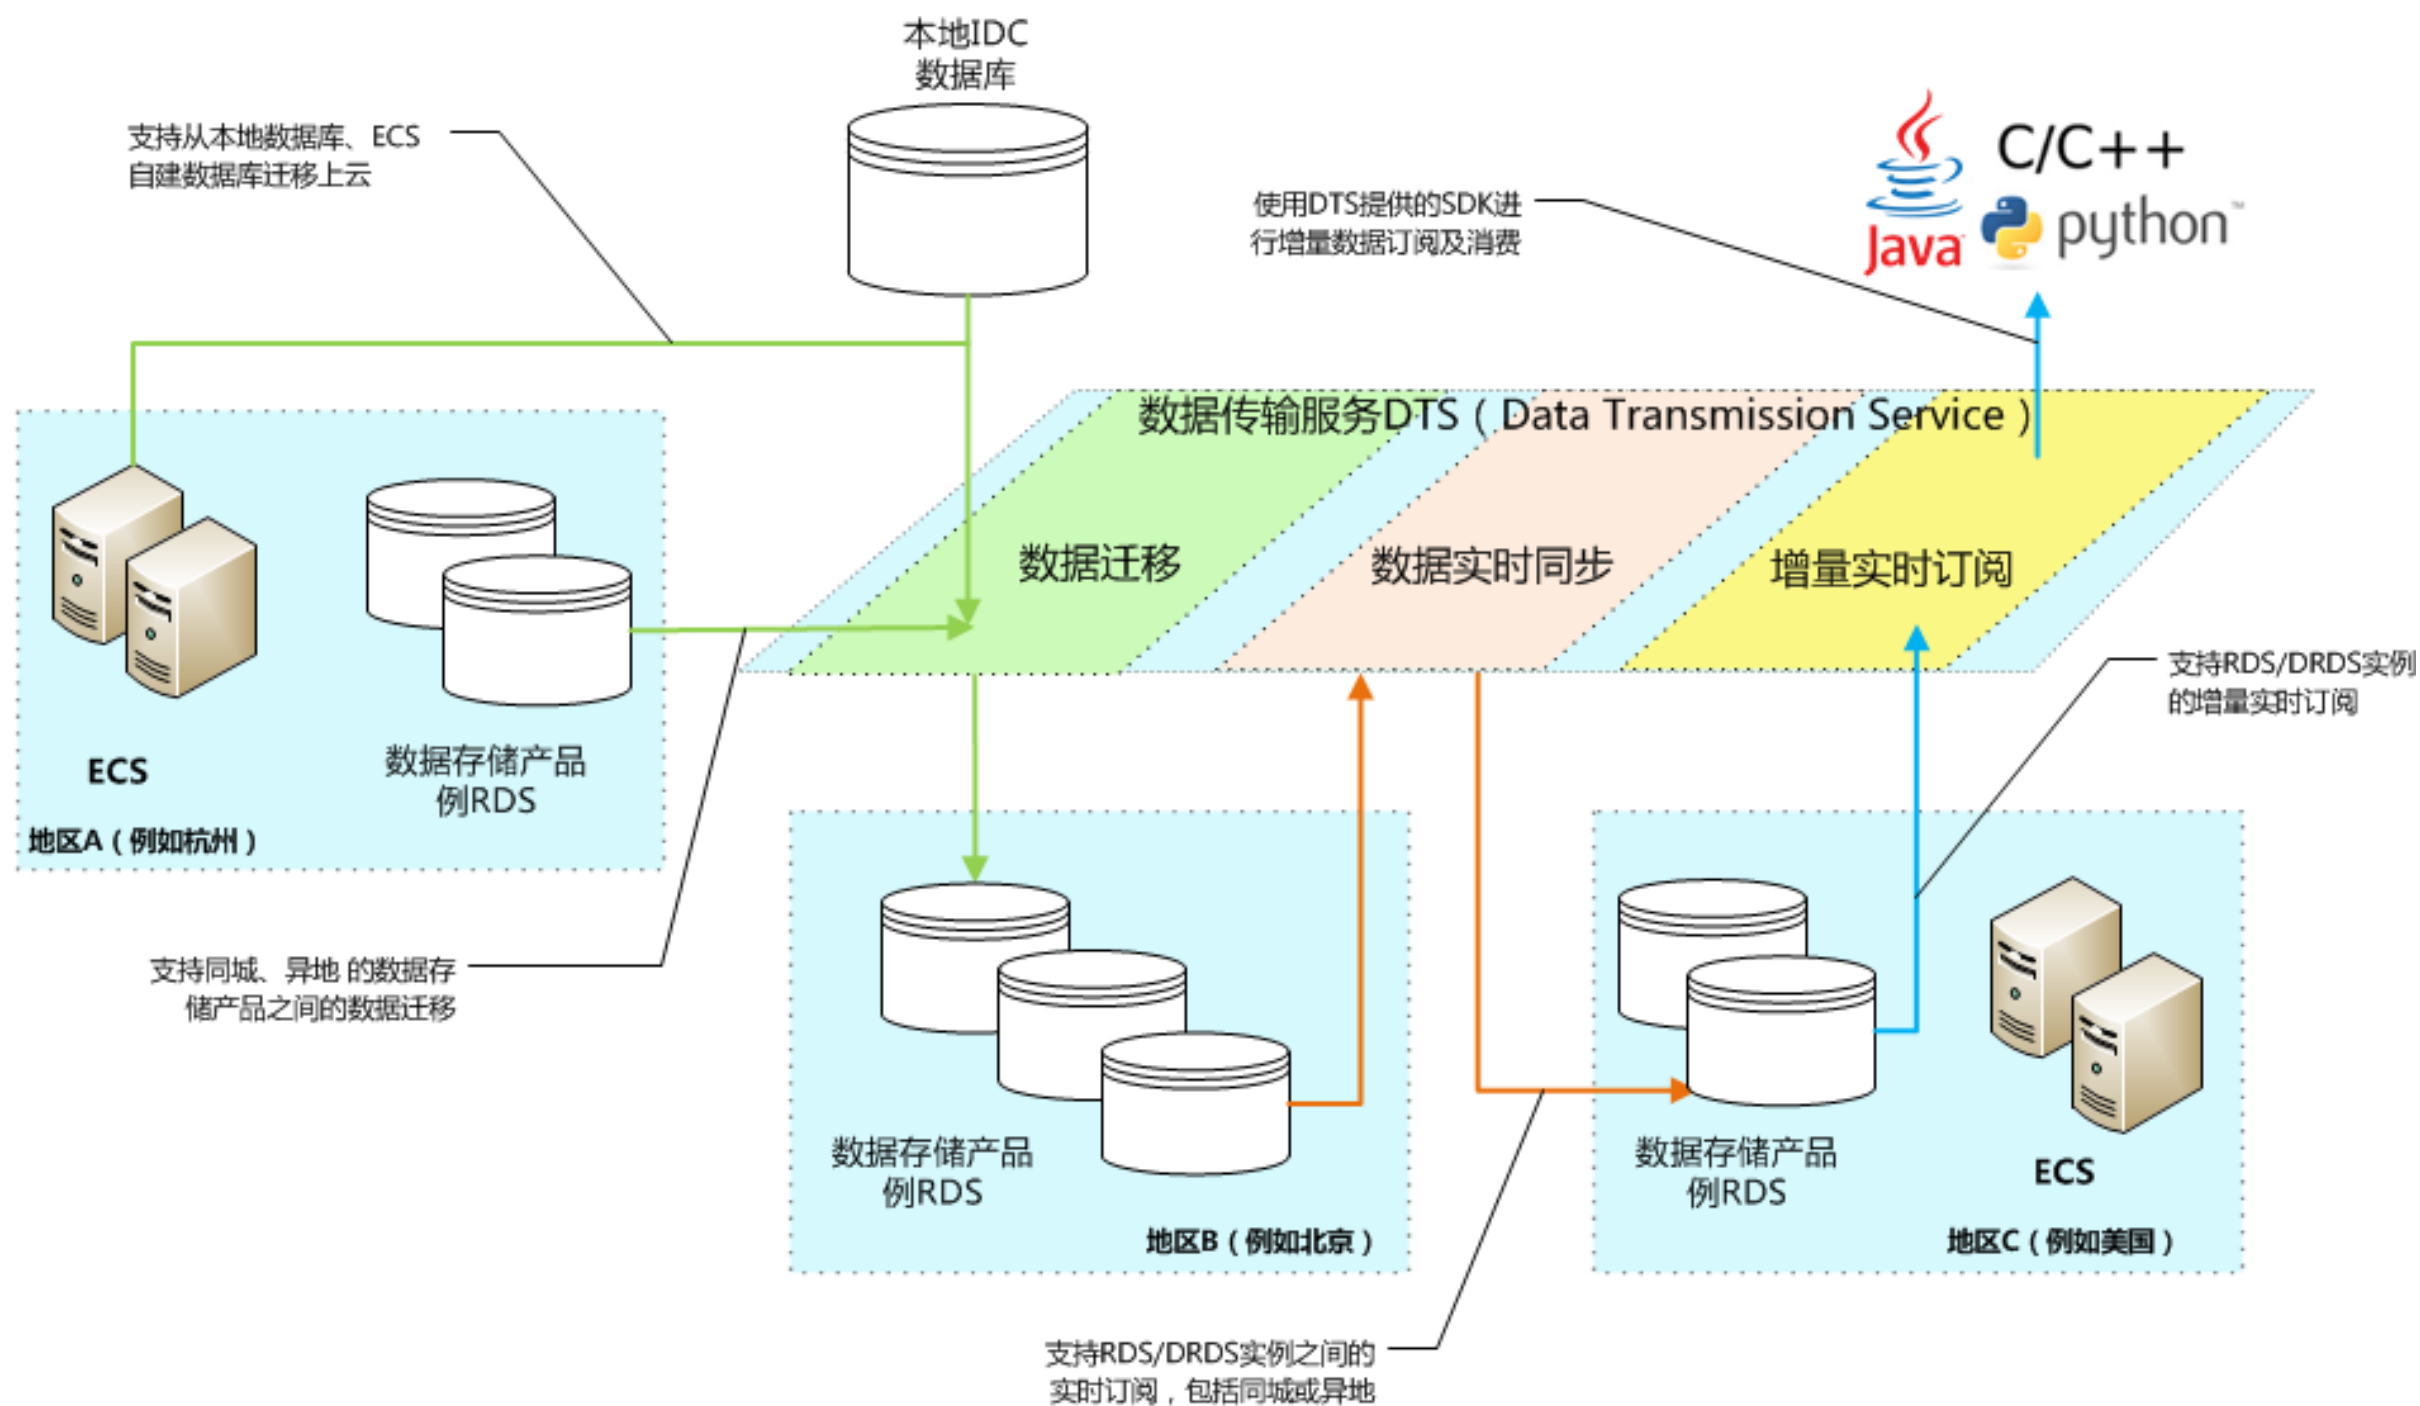 本地IDC
数据库
支持从本地数据库、ECS
自建数据库迁移上云
使用DTS提供的SDK进
行增量数据订阅及消费
C/C++
Java
python™
数据传输服务DTS（Data Transmission Service）
数据迁移
数据实时同步
增量实时订阅
支持RDS/DRDS实例
的增量实时订阅
ECS
数据存储产品
例RDS
地区A（例如杭州）
支持同城、异地 的数据存
储产品之间的数据迁移
数据存储产品
例RDS
地区B（例如北京）
数据存储产品
例RDS
ECS
地区C（例如美国）
支持RDS/DRDS实例之间的
实时订阅，包括同城或异地